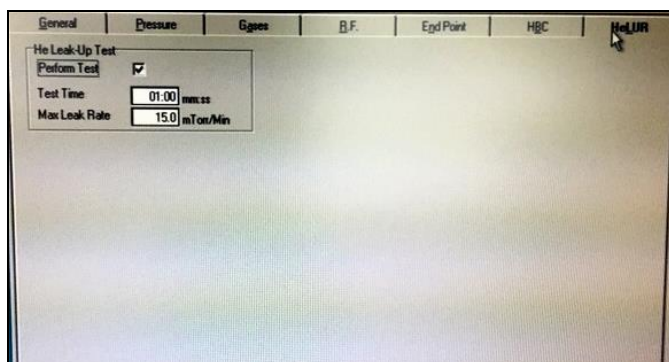 General Pressure Gases B.F. End Point HBC HeLUR
He Leak-Up Test
Perform Test
Test Time 01:00 mm:ss
Max Leak Rate 15.0 mTorr/Min